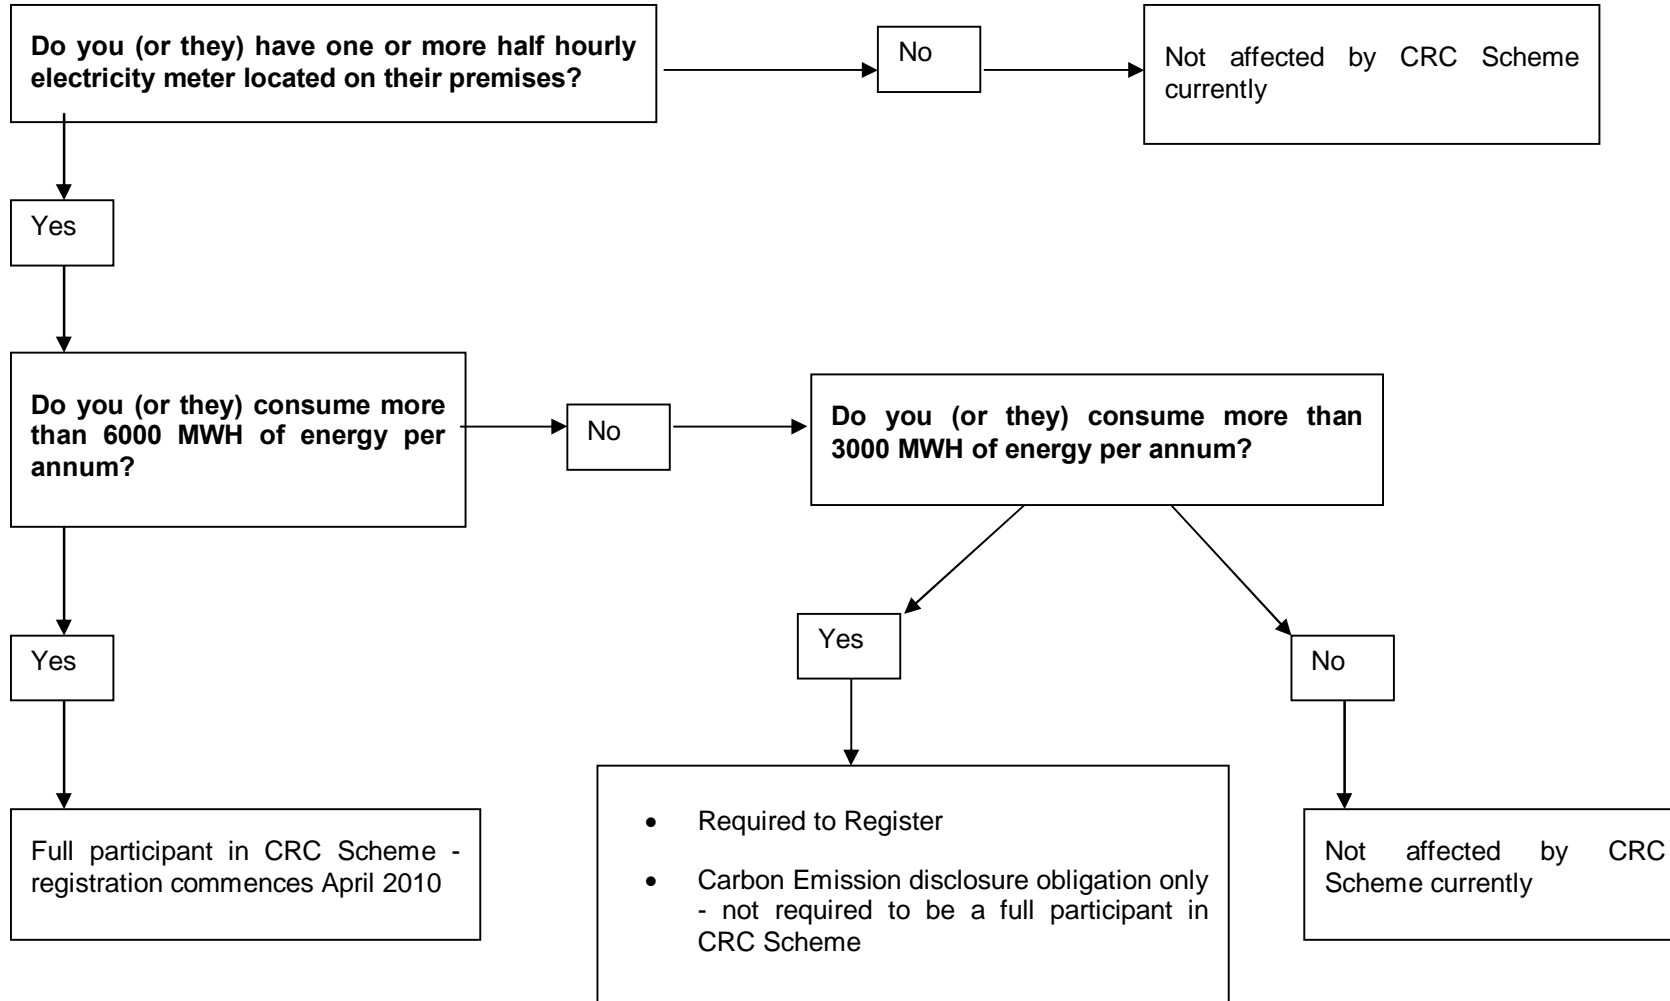 Do you (or they) have one or more half hourly
electricity meter located on their premises?
No
Not affected by CRC Scheme
currently
Yes
Do you (or they) consume more
than 6000 MWH of energy per
annum?
No
Do you (or they) consume more than
3000 MWH of energy per annum?
Yes
Yes
No
Full participant in CRC Scheme -
registration commences April 2010
• Required to Register
• Carbon Emission disclosure obligation only
- not required to be a full participant in
CRC Scheme
Not affected by CRC
Scheme currently